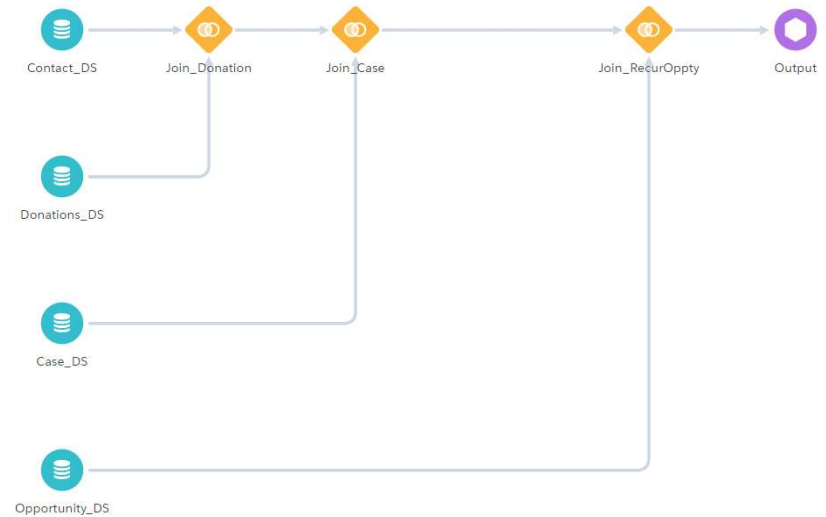 Contact_DS
Join_Donation
Join_Case
Join_RecurOppty
Output
Donations_DS
Case_DS
Opportunity_DS